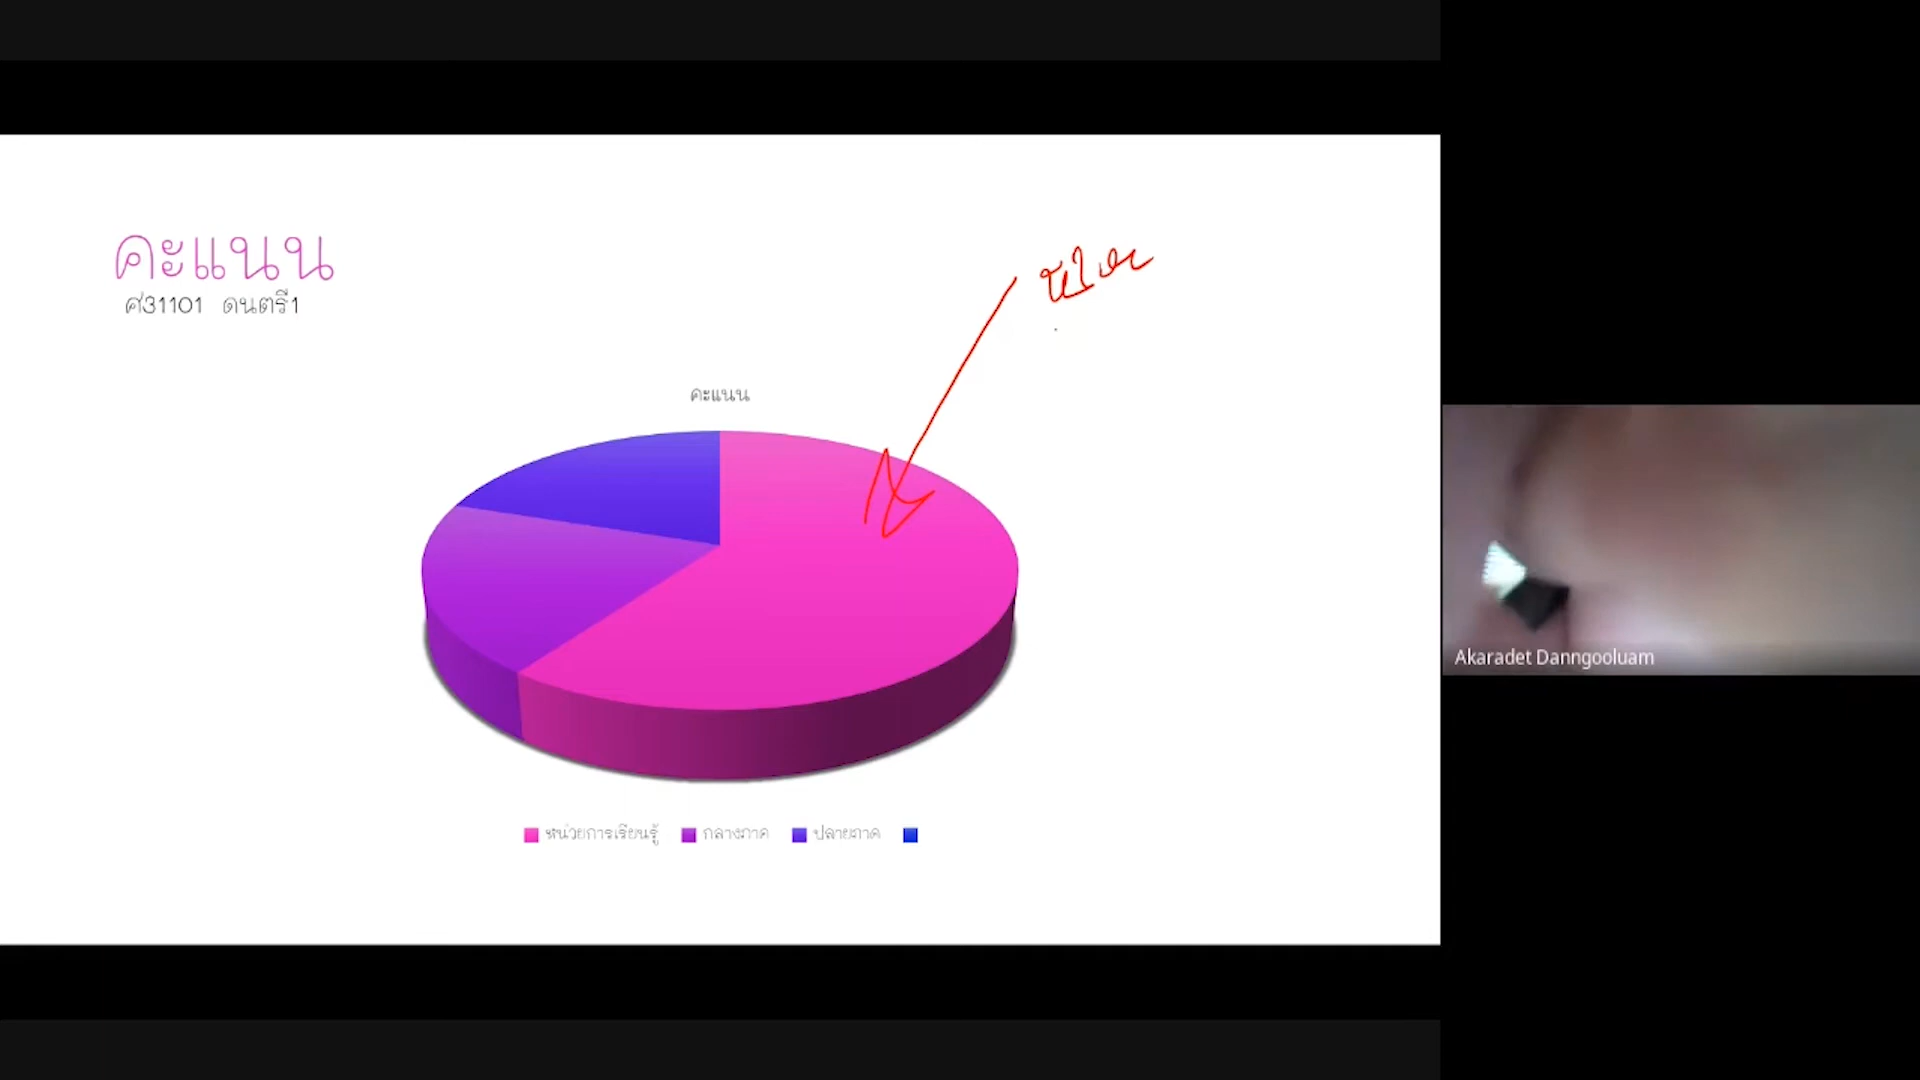 คะแนน
ศ31101 ดนตรี1
คะแนน
หน่วยการเรียนรู้ กลางภาค ปลายภาค
Akaradet Danngooluam